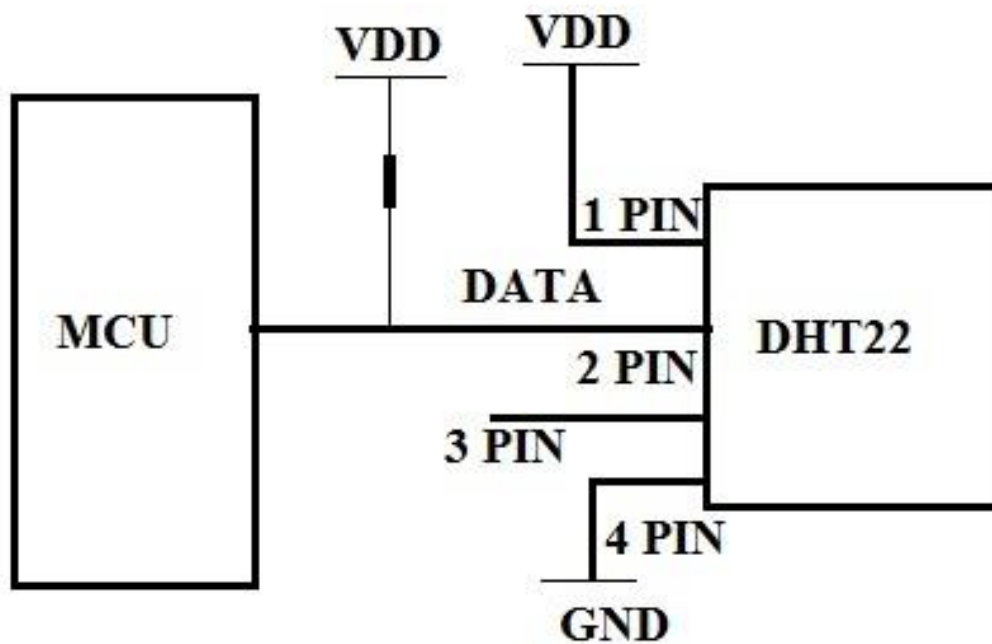 VDD
VDD
1 PIN
DATA
MCU
DHT22
2 PIN
3 PIN
4 PIN
GND